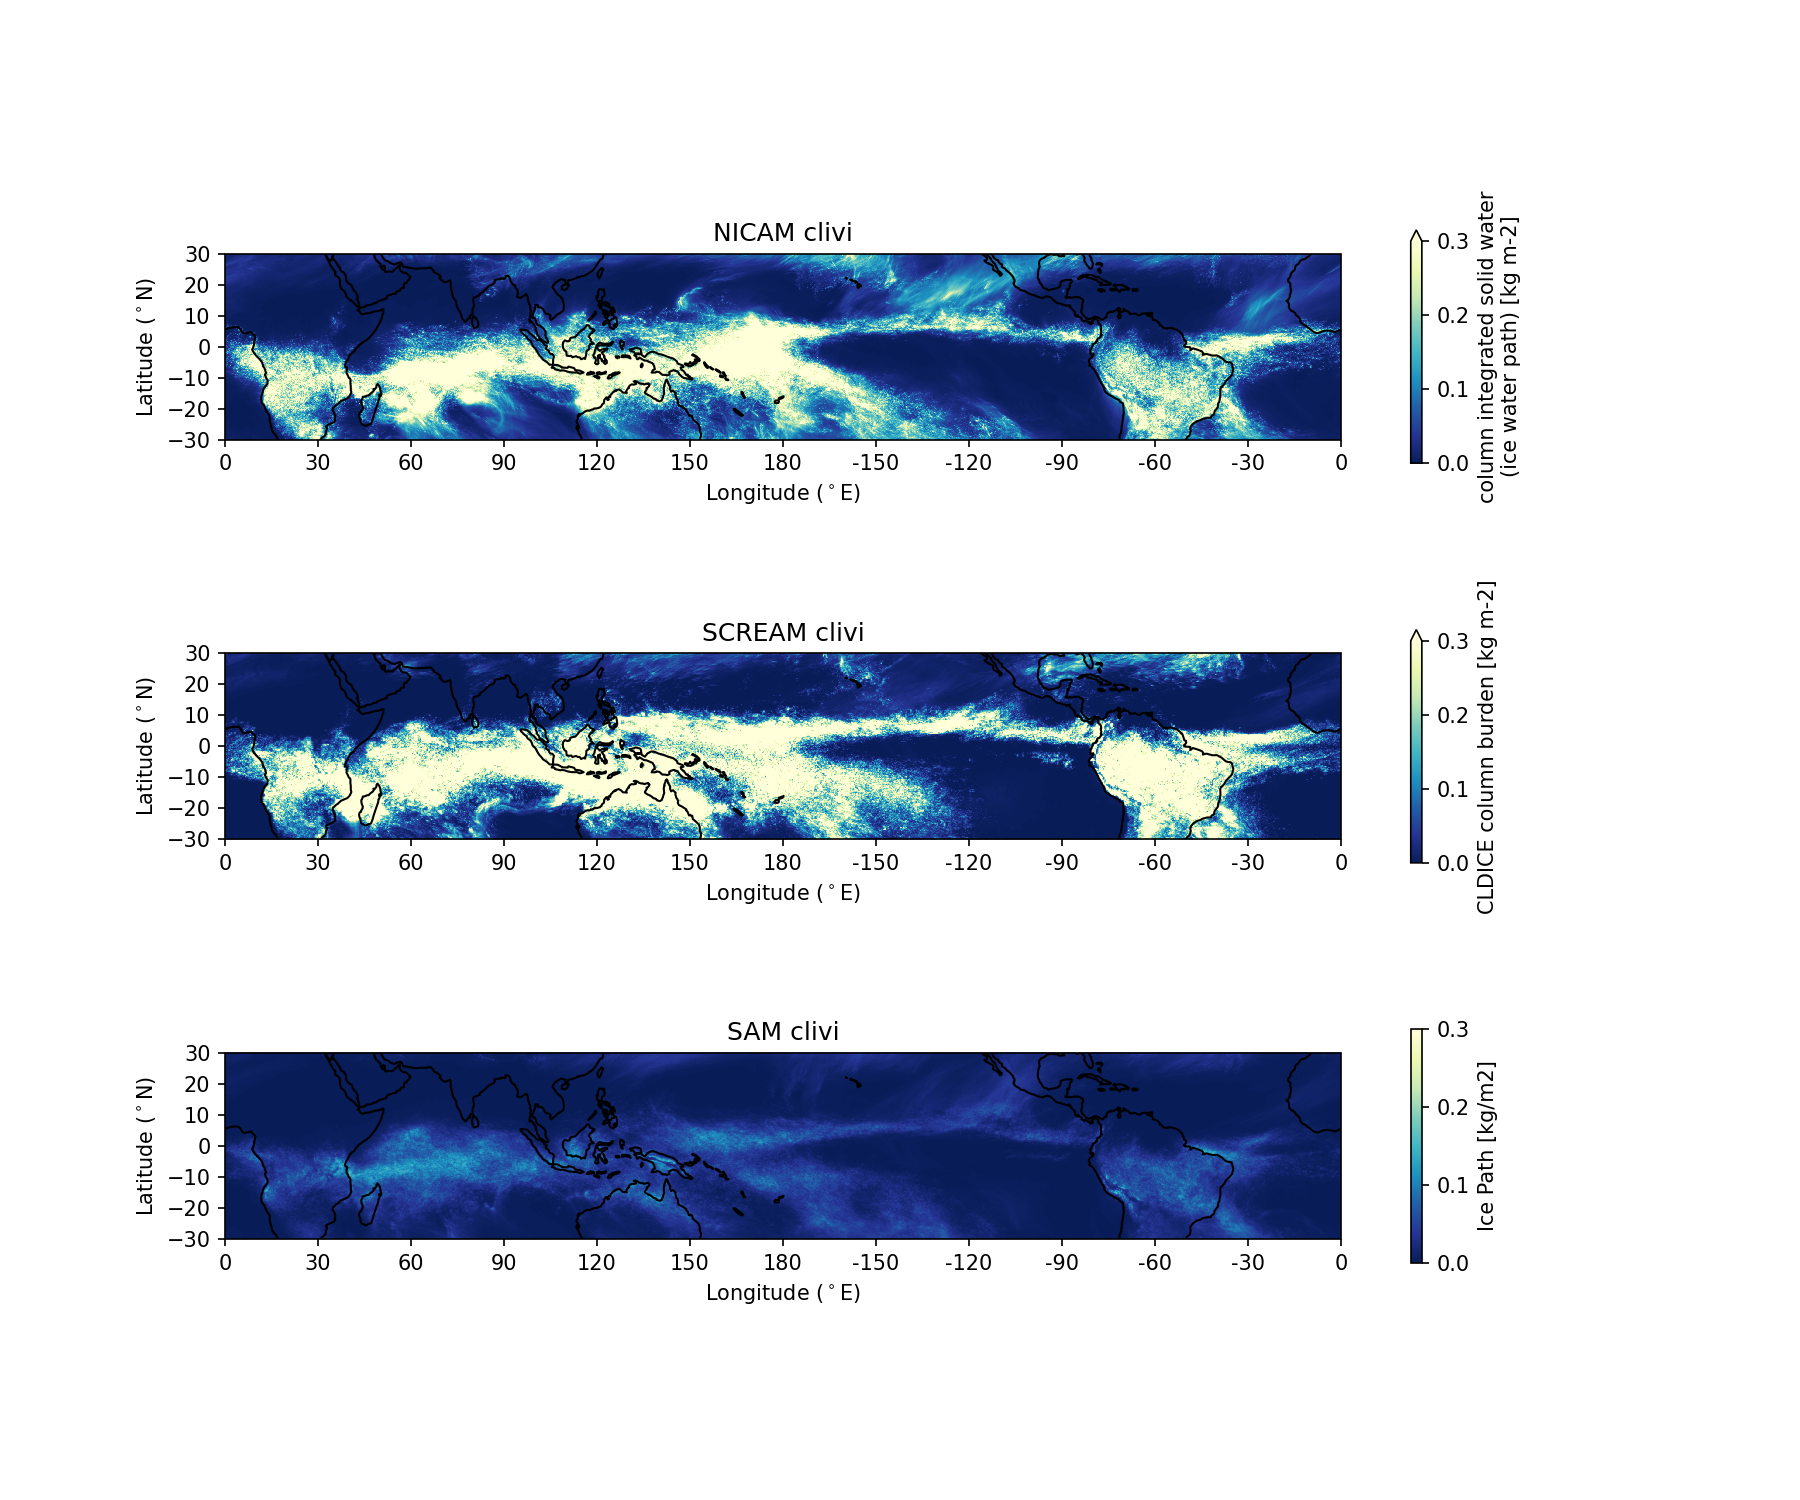 NICAM clivi
30
20
10
0
−10
−20
−30
Latitude (°N)
0 30 60 90 120 150 180 -150 -120 -90 -60 -30 0
Longitude (°E)
0.3
0.2
0.1
0.0
column integrated solid water
(ice water path) [kg m-2]
SCREAM clivi
30
20
10
0
−10
−20
−30
Latitude (°N)
0 30 60 90 120 150 180 -150 -120 -90 -60 -30 0
Longitude (°E)
0.3
0.2
0.1
0.0
CLDICE column burden [kg m-2]
SAM clivi
30
20
10
0
−10
−20
−30
Latitude (°N)
0 30 60 90 120 150 180 -150 -120 -90 -60 -30 0
Longitude (°E)
0.3
0.2
0.1
0.0
Ice Path [kg/m2]